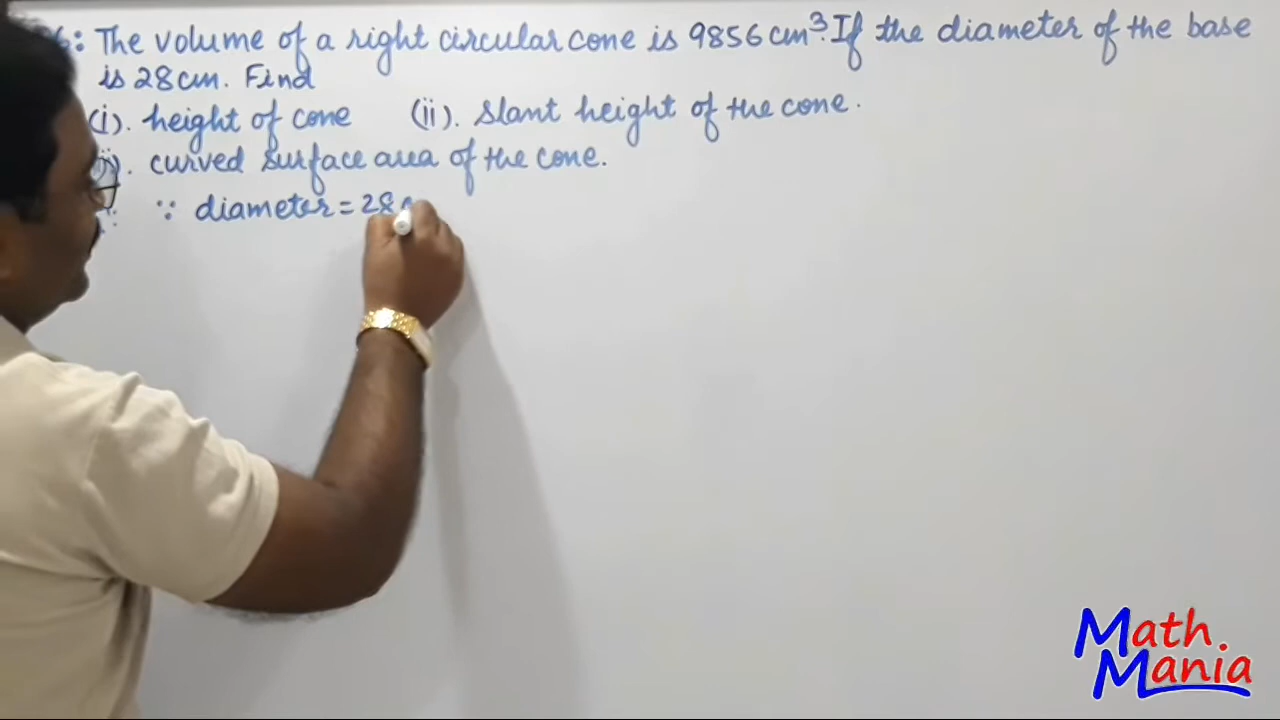 6: The volume of a right circular cone is 9856 cm³. If the diameter of the base
is 28cm. Find
(i). height of cone (ii). Slant height of the cone.
). curved surface area of the cone.
∵ diameter = 28
Math
Mania